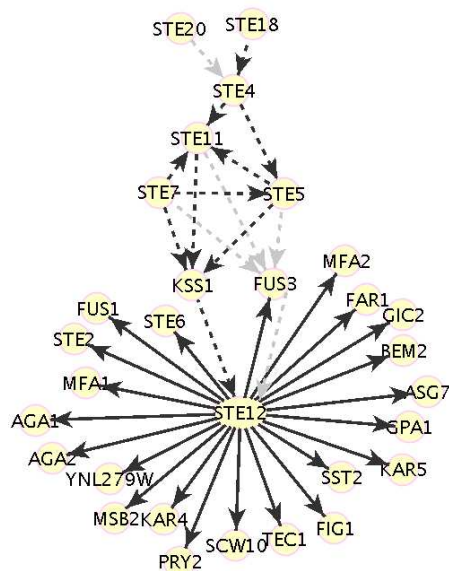 STE18
STE20
STE4
STE11
STE7
STE5
MFA2
KSS1
FUS3
FAR1
FUS1
GIC2
STE6
STE2
BEM2
MFA1
ASG7
STE12
AGA1
GPA1
AGA2
KAR5
YNL279W
SST2
MSB2
KAR4
FIG1
SCW10
TEC1
PRY2